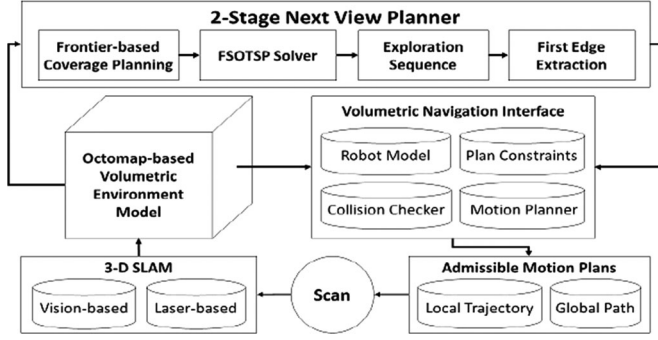 2-Stage Next View Planner
Frontier-based
Coverage Planning
FSOTSP Solver
Exploration
Sequence
First Edge
Extraction
Octomap-based
Volumetric
Environment
Model
Volumetric Navigation Interface
Robot Model
Plan Constraints
Collision Checker
Motion Planner
3-D SLAM
Vision-based
Laser-based
Scan
Admissible Motion Plans
Local Trajectory
Global Path